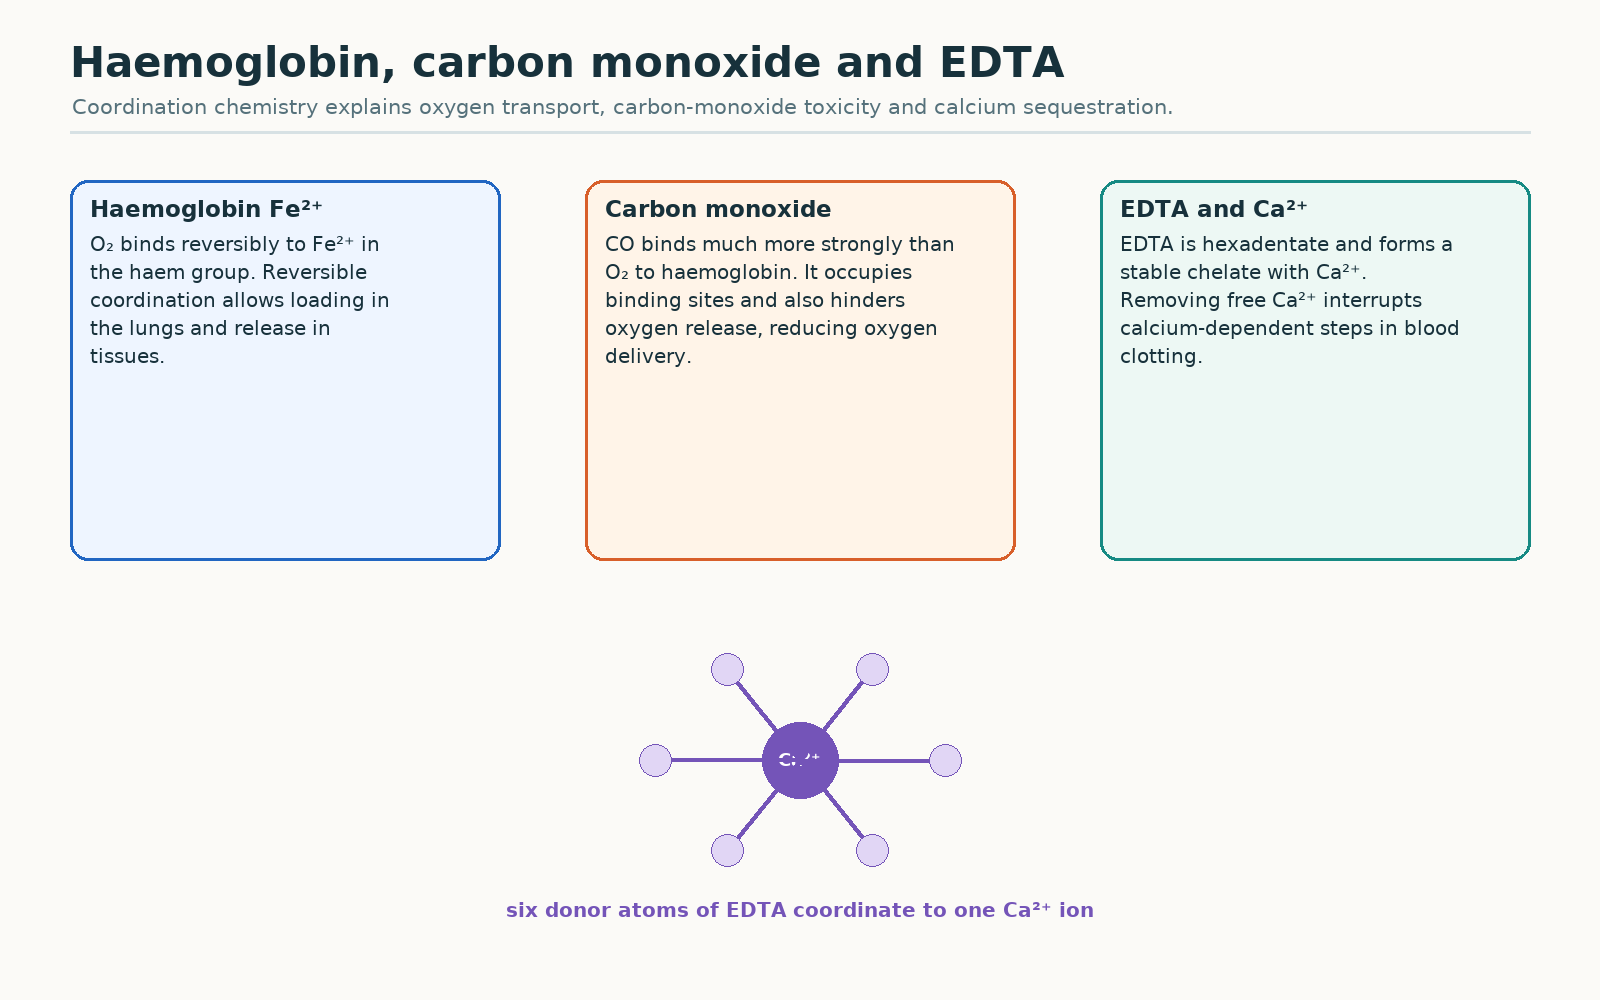 Haemoglobin, carbon monoxide and EDTA
Coordination chemistry explains oxygen transport, carbon-monoxide toxicity and calcium sequestration.
Haemoglobin Fe²⁺
O₂ binds reversibly to Fe²⁺ in
the haem group. Reversible
coordination allows loading in
the lungs and release in
tissues.
Carbon monoxide
CO binds much more strongly than
O₂ to haemoglobin. It occupies
binding sites and also hinders
oxygen release, reducing oxygen
delivery.
EDTA and Ca²⁺
EDTA is hexadentate and forms a
stable chelate with Ca²⁺.
Removing free Ca²⁺ interrupts
calcium-dependent steps in blood
clotting.
Ca²⁺
six donor atoms of EDTA coordinate to one Ca²⁺ ion